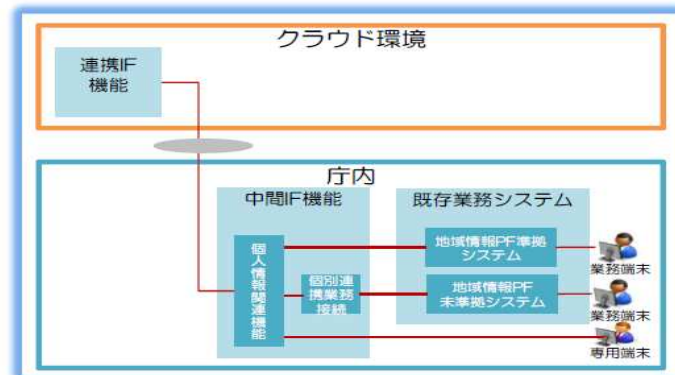 クラウド環境
連携IF
機能
庁内
中間IF機能
既存業務システム
個人情報関連機能
個別連
携業務
接続
地域情報PF準拠
システム
地域情報PF
未準拠システム
業務端末
業務端末
専用端末